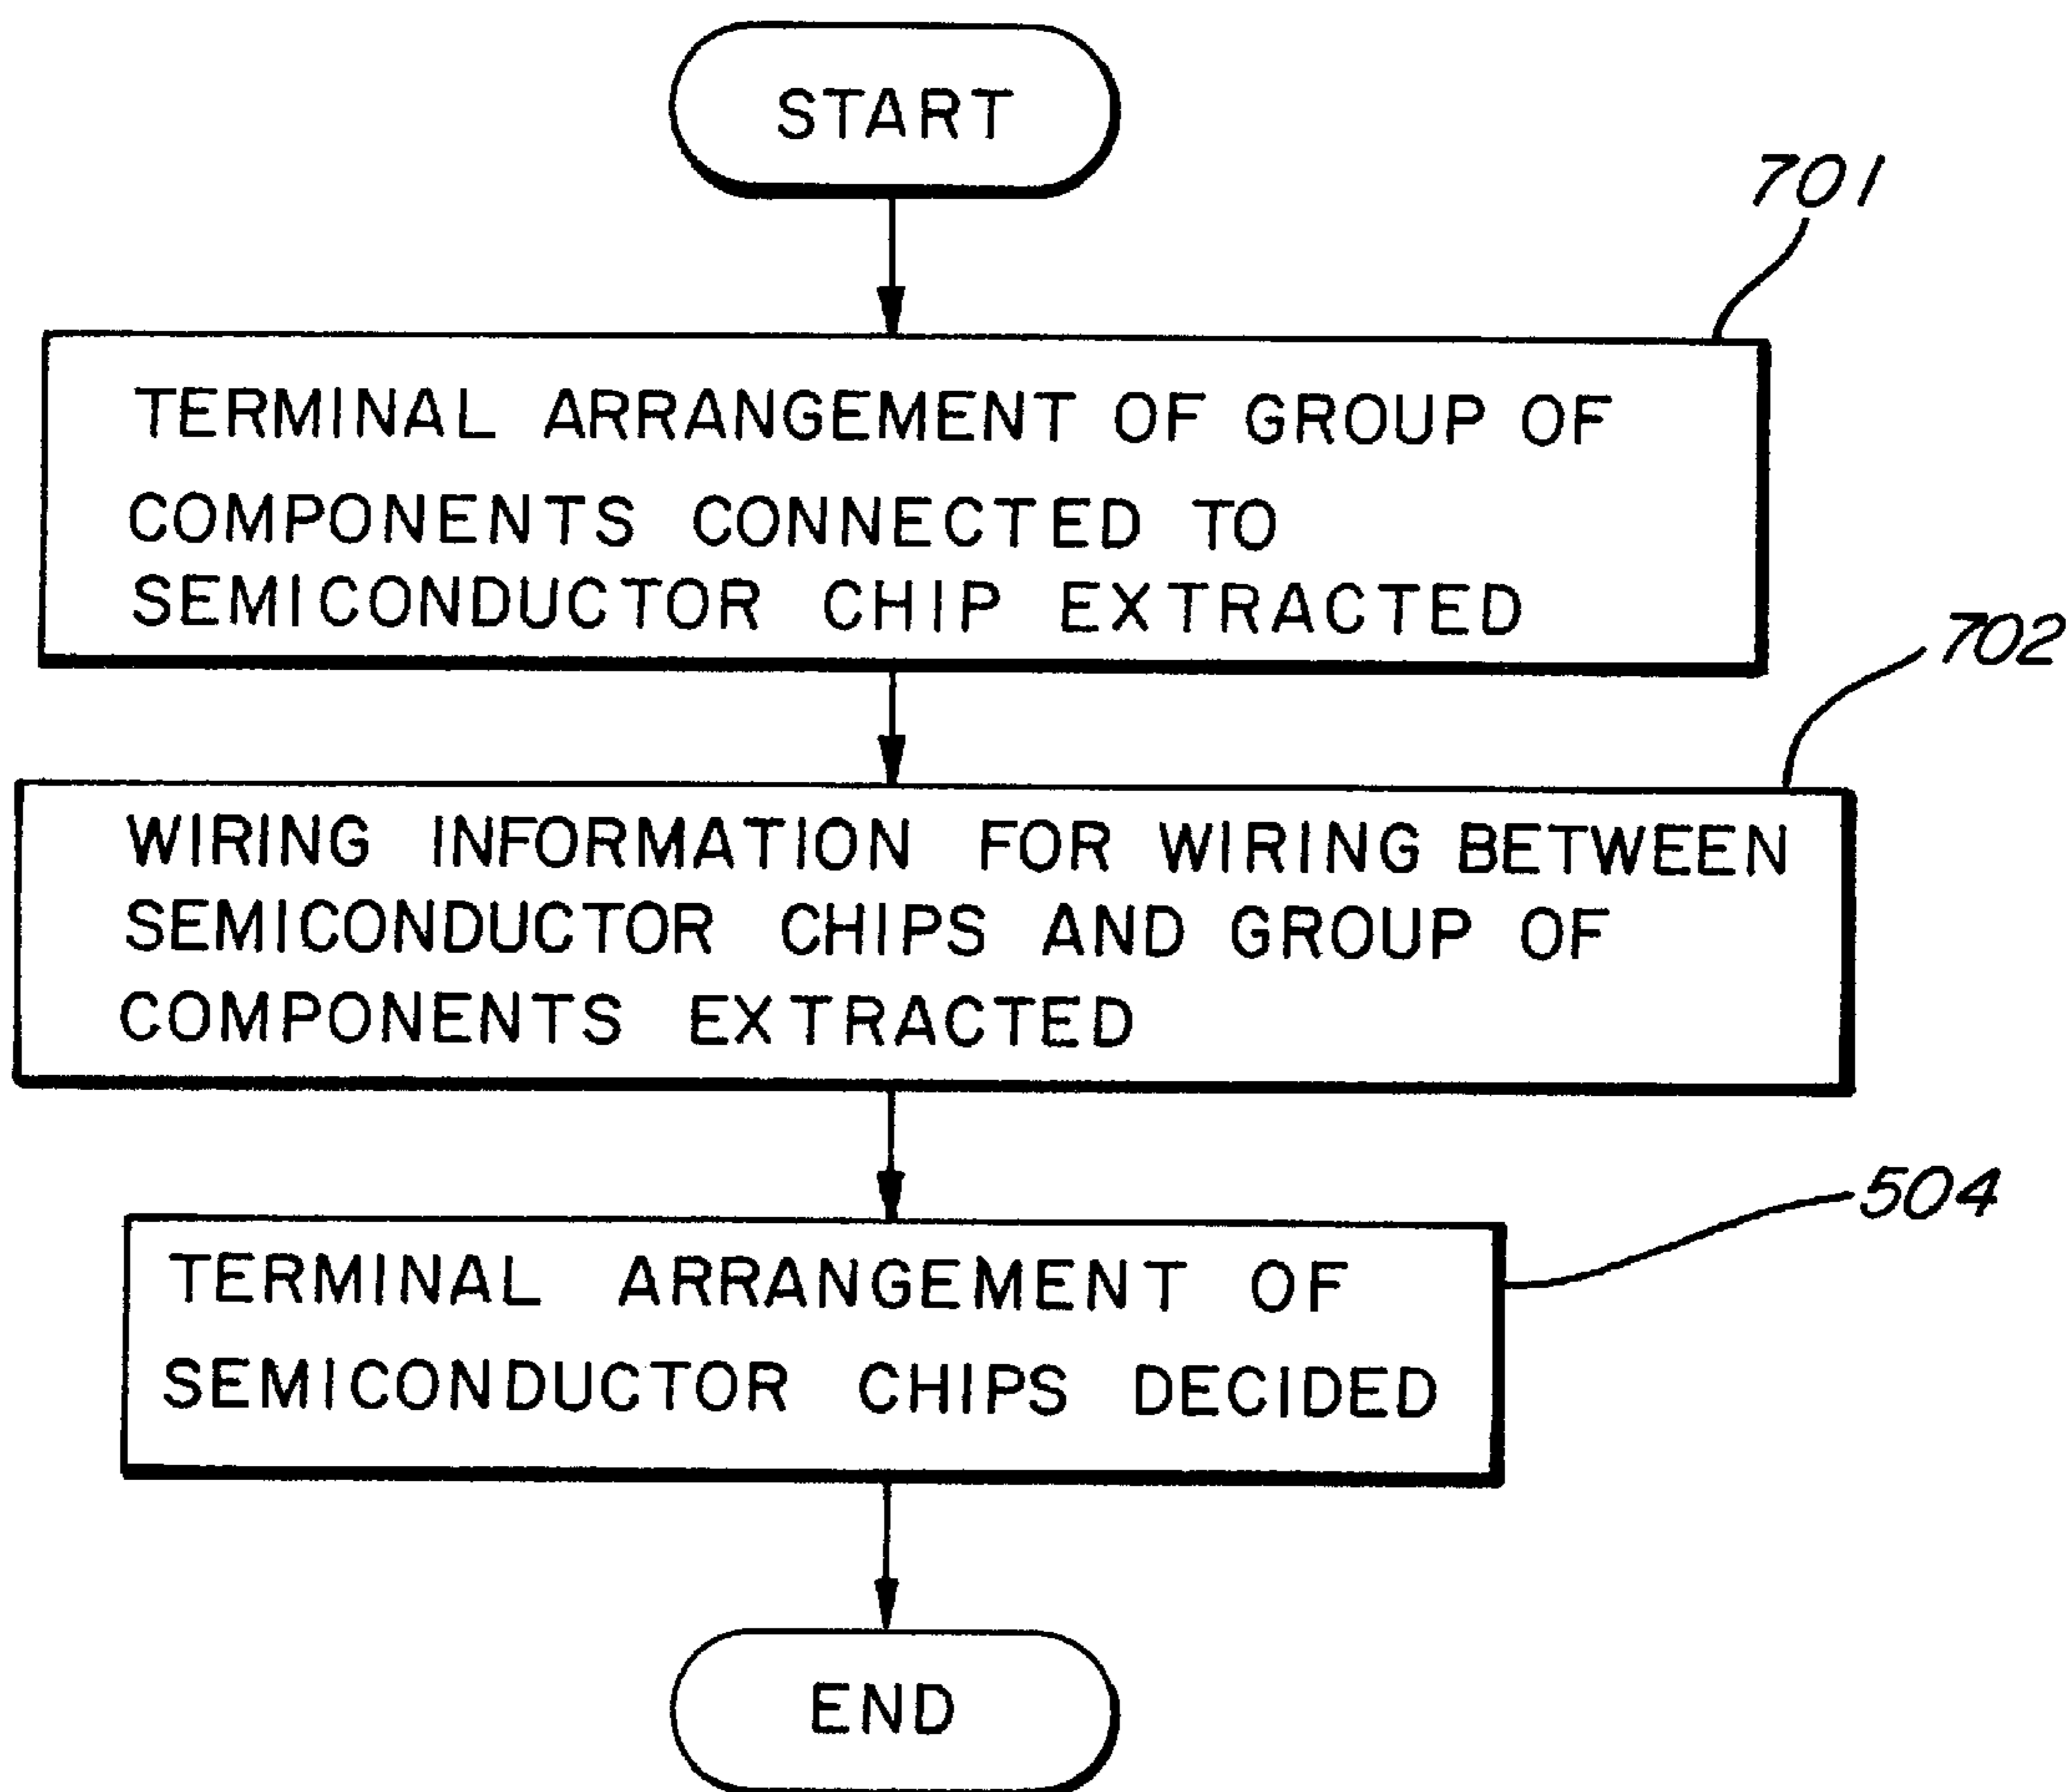 START
701
TERMINAL ARRANGEMENT OF GROUP OF
COMPONENTS CONNECTED TO
SEMICONDUCTOR CHIP EXTRACTED
702
WIRING INFORMATION FOR WIRING BETWEEN
SEMICONDUCTOR CHIPS AND GROUP OF
COMPONENTS EXTRACTED
504
TERMINAL ARRANGEMENT OF
SEMICONDUCTOR CHIPS DECIDED
END